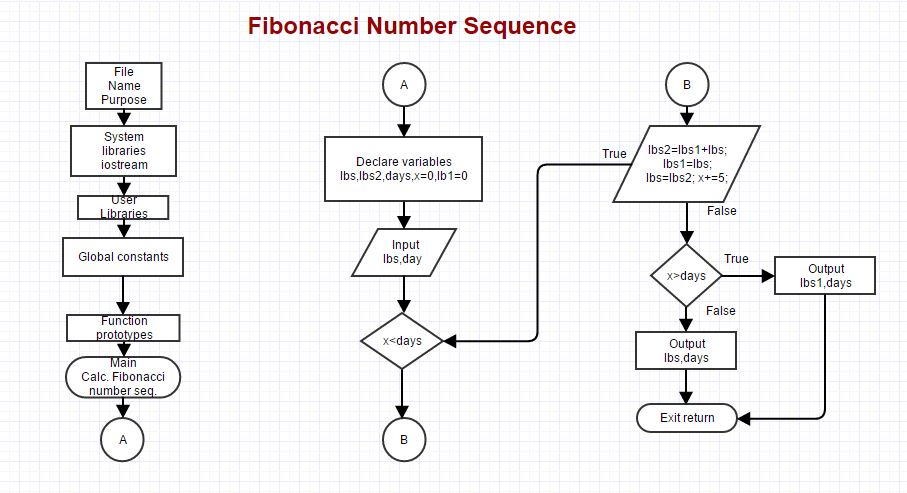 Fibonacci Number Sequence
File
Name
Purpose
System
libraries
iostream
User
Libraries
Global constants
Function
prototypes
Main
Calc. Fibonacci
number seq.
A
A
Declare variables
lbs,lbs2,days,x=0,lb1=0
Input
lbs,day
x<days
B
B
True
lbs2=lbs1+lbs;
lbs1=lbs;
lbs=lbs2; x+=5;
False
x>days
True
Output
lbs1,days
False
Output
lbs,days
Exit return